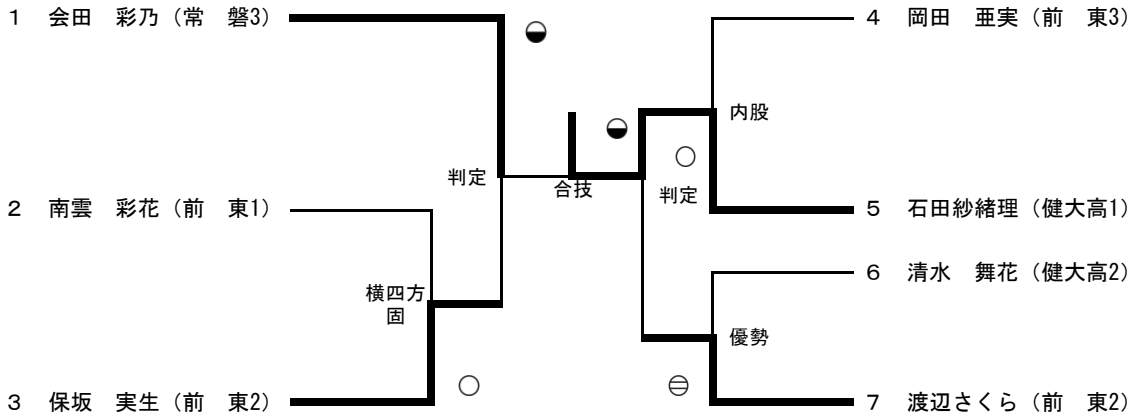 1　会田　彩乃（常　磐3）
2　南雲　彩花（前　東1）
3　保坂　実生（前　東2）
横四方
固
判定
合技
判定
内股
優勢
4　岡田　亜実（前　東3）
5　石田紗緒理（健大高1）
6　清水　舞花（健大高2）
7　渡辺さくら（前　東2）